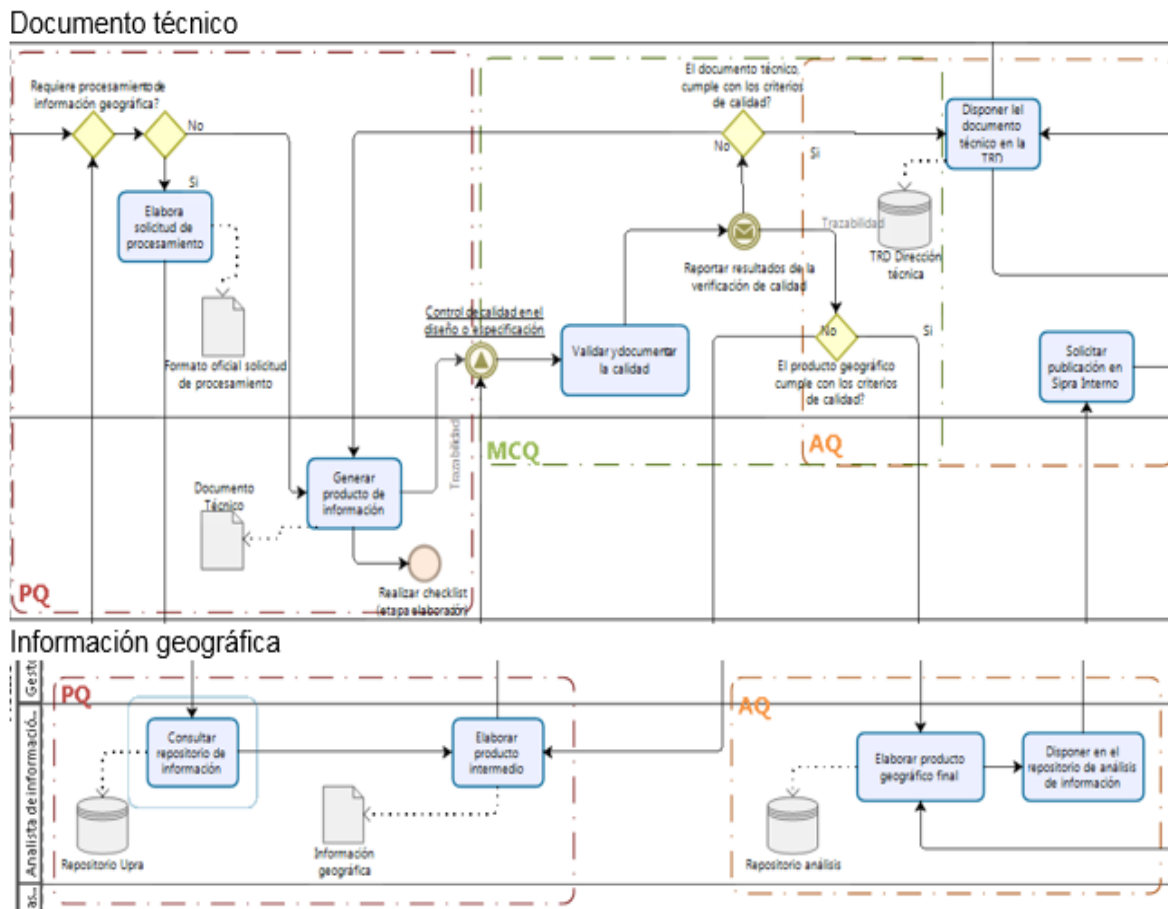 Documento técnico
Requiere procesamiento de
información geográfica?
No
Si
Elabora
solicitud de
procesamiento
Formato oficial solicitud
de procesamiento
Documento
Técnico
Generar
producto de
información
Realizar checklist
(etapa elaboración)
PQ
Trazabilidad
Control de calidad en el
diseño o especificación
Validar y documentar
la calidad
MCQ
El documento técnico,
cumple con los criterios
de calidad?
No
Si
Reportar resultados de la
verificación de calidad
Trazabilidad
No
Si
El producto geográfico
cumple con los criterios
de calidad?
AQ
Disponer lel
documento
técnico en la
TRD
TRD Dirección
técnica
Solicitar
publicación en
Sipra Interno
Información geográfica
Gest
Analista de informació...
as...
PQ
Consultar
repositorio de
información
Repositorio Upra
Elaborar
producto
intermedio
Información
geográfica
AQ
Elaborar producto
geográfico final
Repositorio análisis
Disponer en el
repositorio de análisis
de información